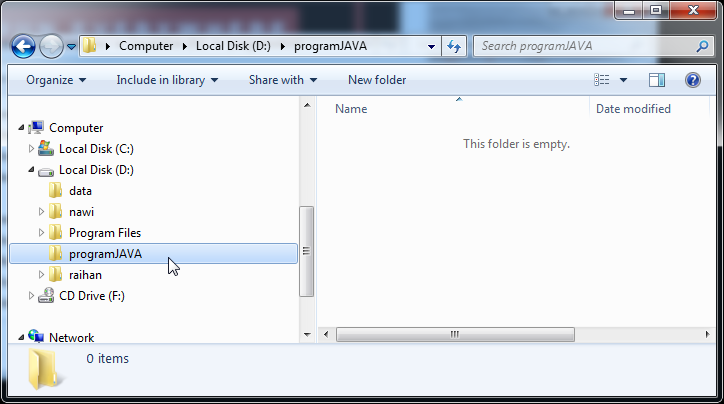 Computer ▸ Local Disk (D:) ▸ programJAVA
Search programJAVA
Organize Include in library Share with New folder
Name Date modified
This folder is empty.
Computer
Local Disk (C:)
Local Disk (D:)
data
nawi
Program Files
programJAVA
raihan
CD Drive (F:)
Network
0 items